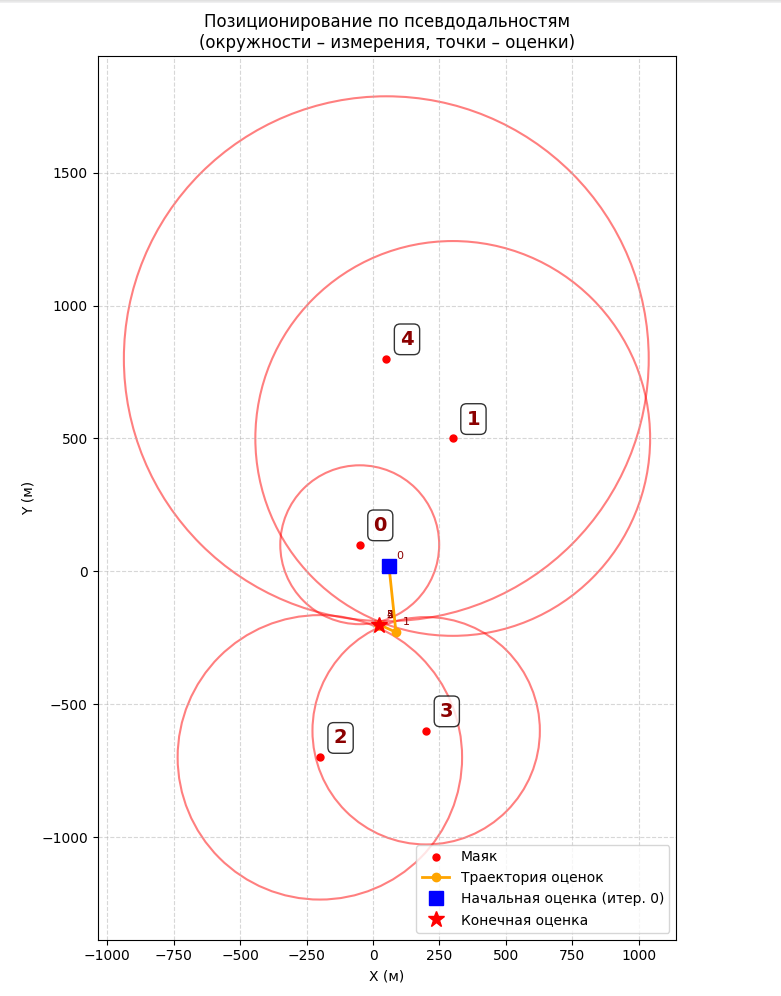 Позиционирование по псевдодальностям
(окружности – измерения, точки – оценки)
Y (м)
1500
1000
500
0
−500
−1000
4
1
0
0
1
3
2
Маяк
Траектория оценок
Начальная оценка (итер. 0)
Конечная оценка
−1000
−750
−500
−250
0
250
500
750
1000
X (м)